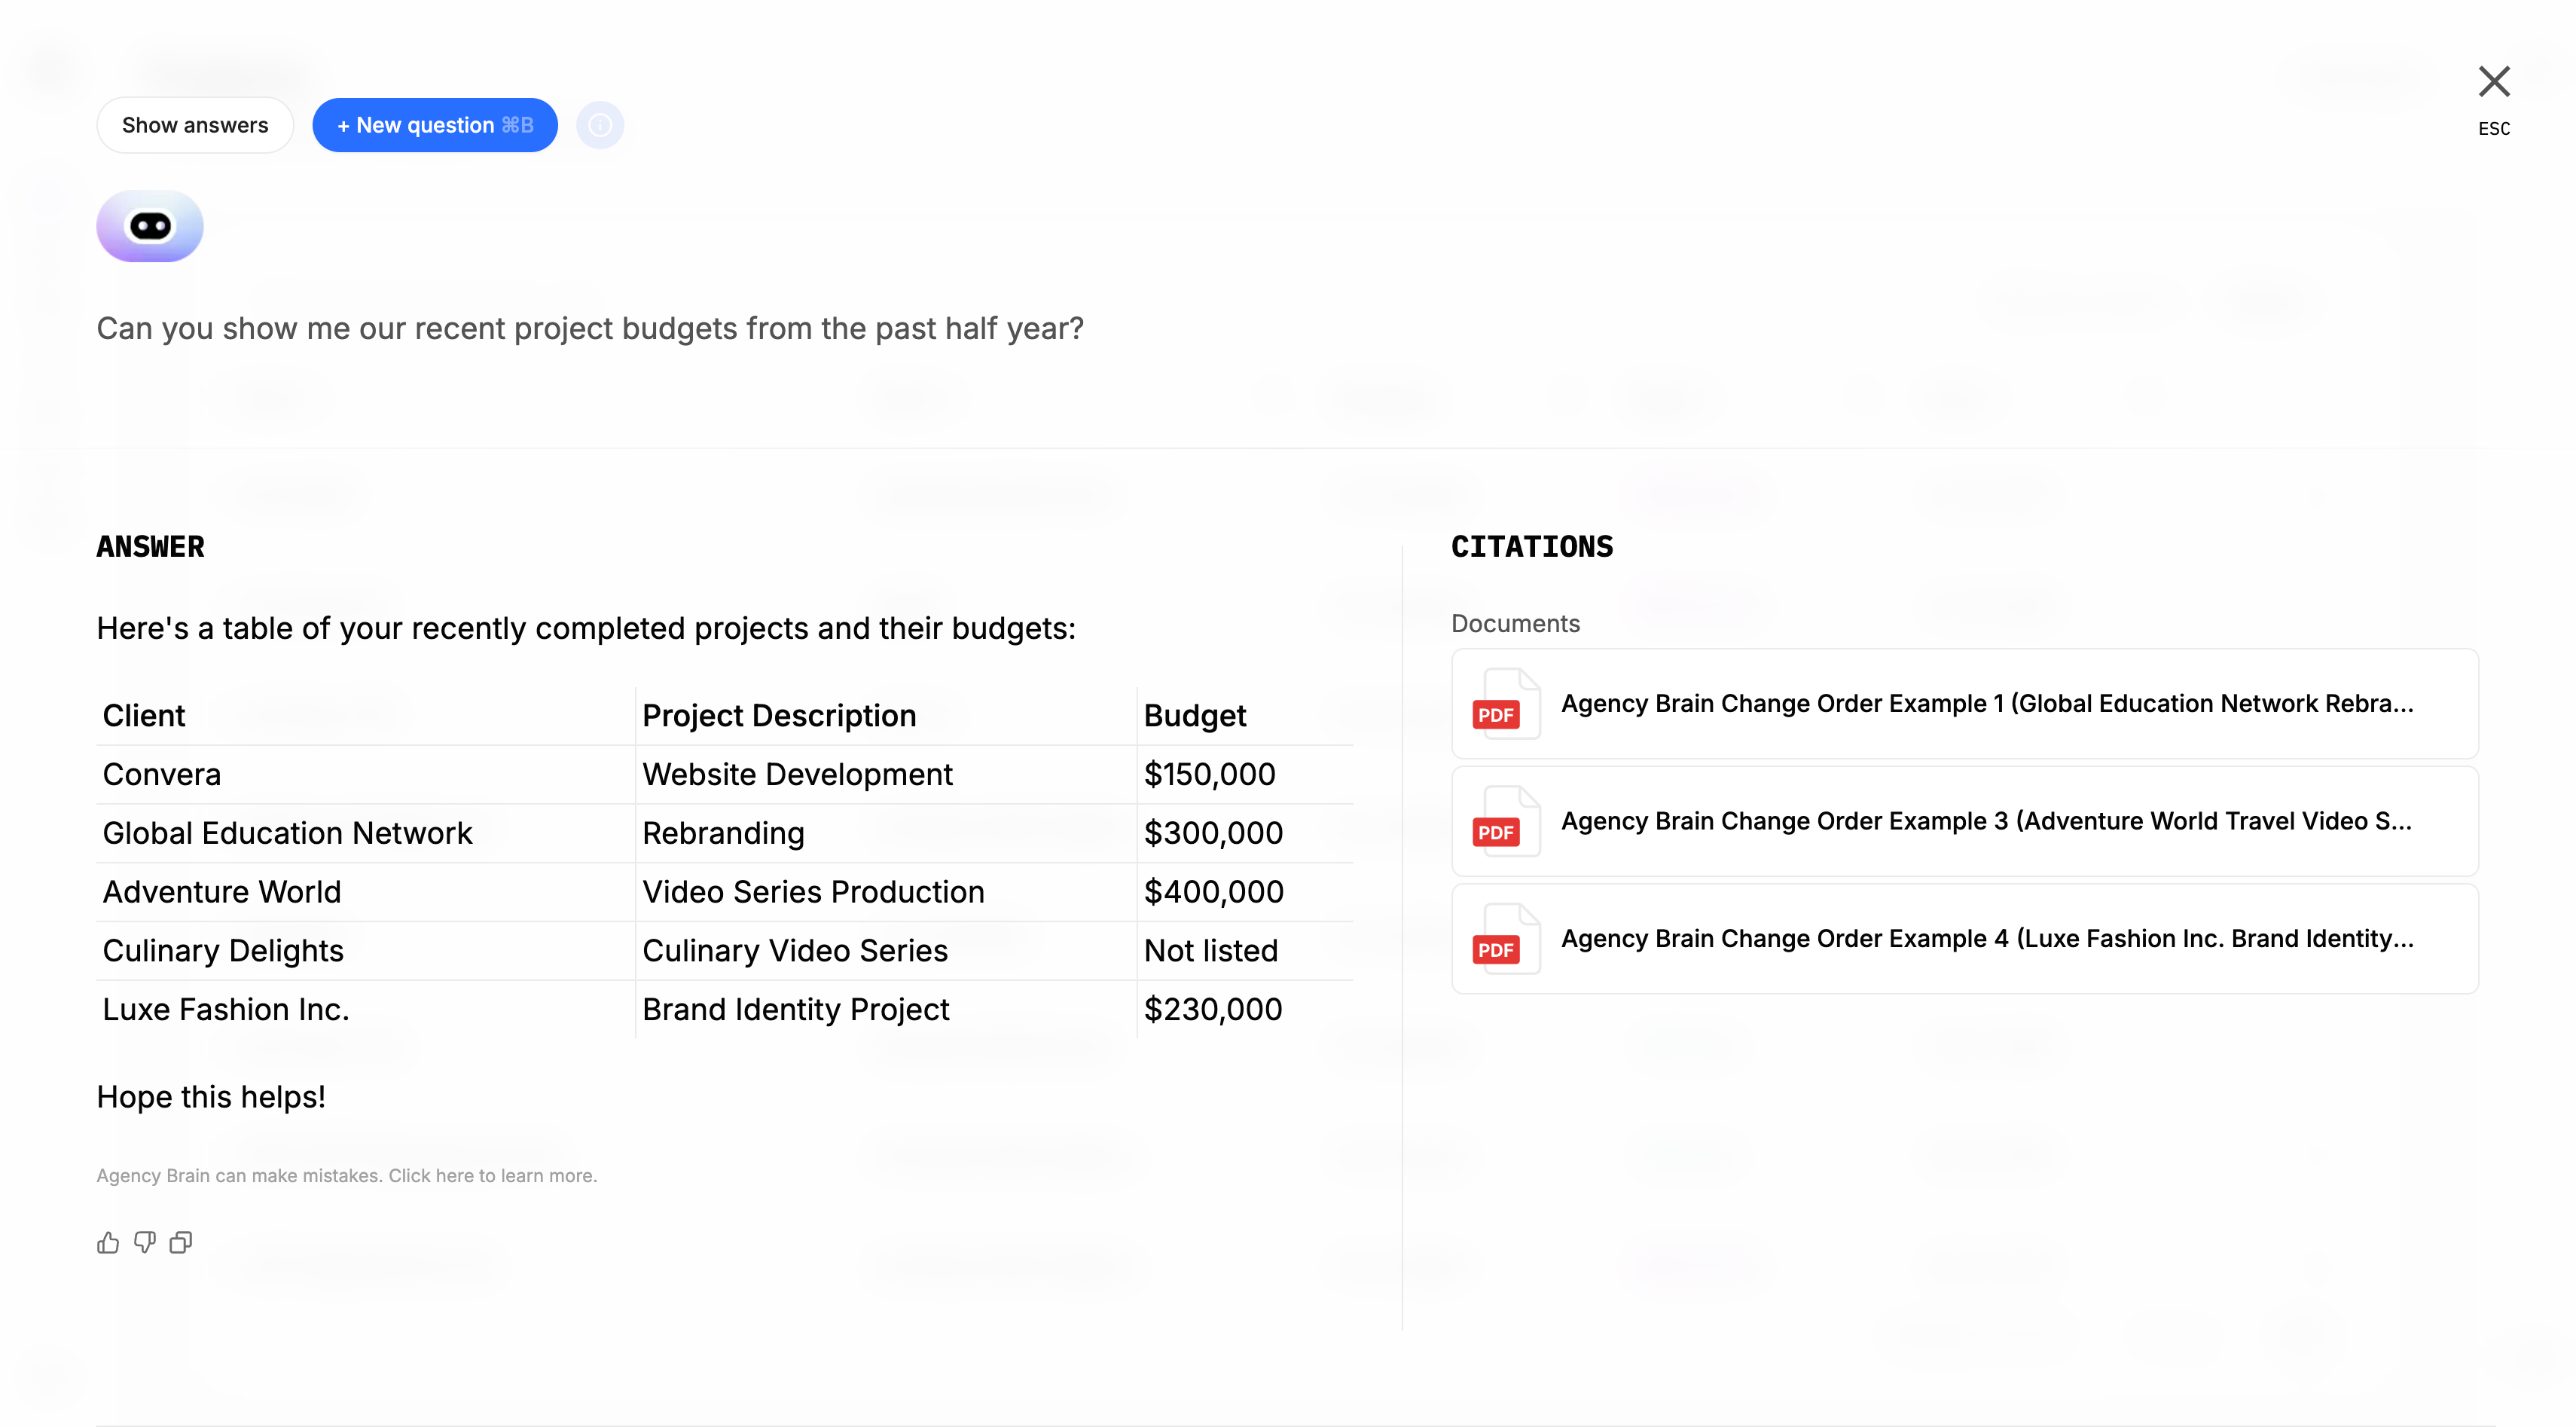 Show answers
+ New question ⌘B
ESC
Can you show me our recent project budgets from the past half year?
ANSWER
Here's a table of your recently completed projects and their budgets:
Client Project Description Budget
Convera Website Development $150,000
Global Education Network Rebranding $300,000
Adventure World Video Series Production $400,000
Culinary Delights Culinary Video Series Not listed
Luxe Fashion Inc. Brand Identity Project $230,000
Hope this helps!
Agency Brain can make mistakes. Click here to learn more.
CITATIONS
Documents
PDF Agency Brain Change Order Example 1 (Global Education Network Rebra...
PDF Agency Brain Change Order Example 3 (Adventure World Travel Video S...
PDF Agency Brain Change Order Example 4 (Luxe Fashion Inc. Brand Identity...